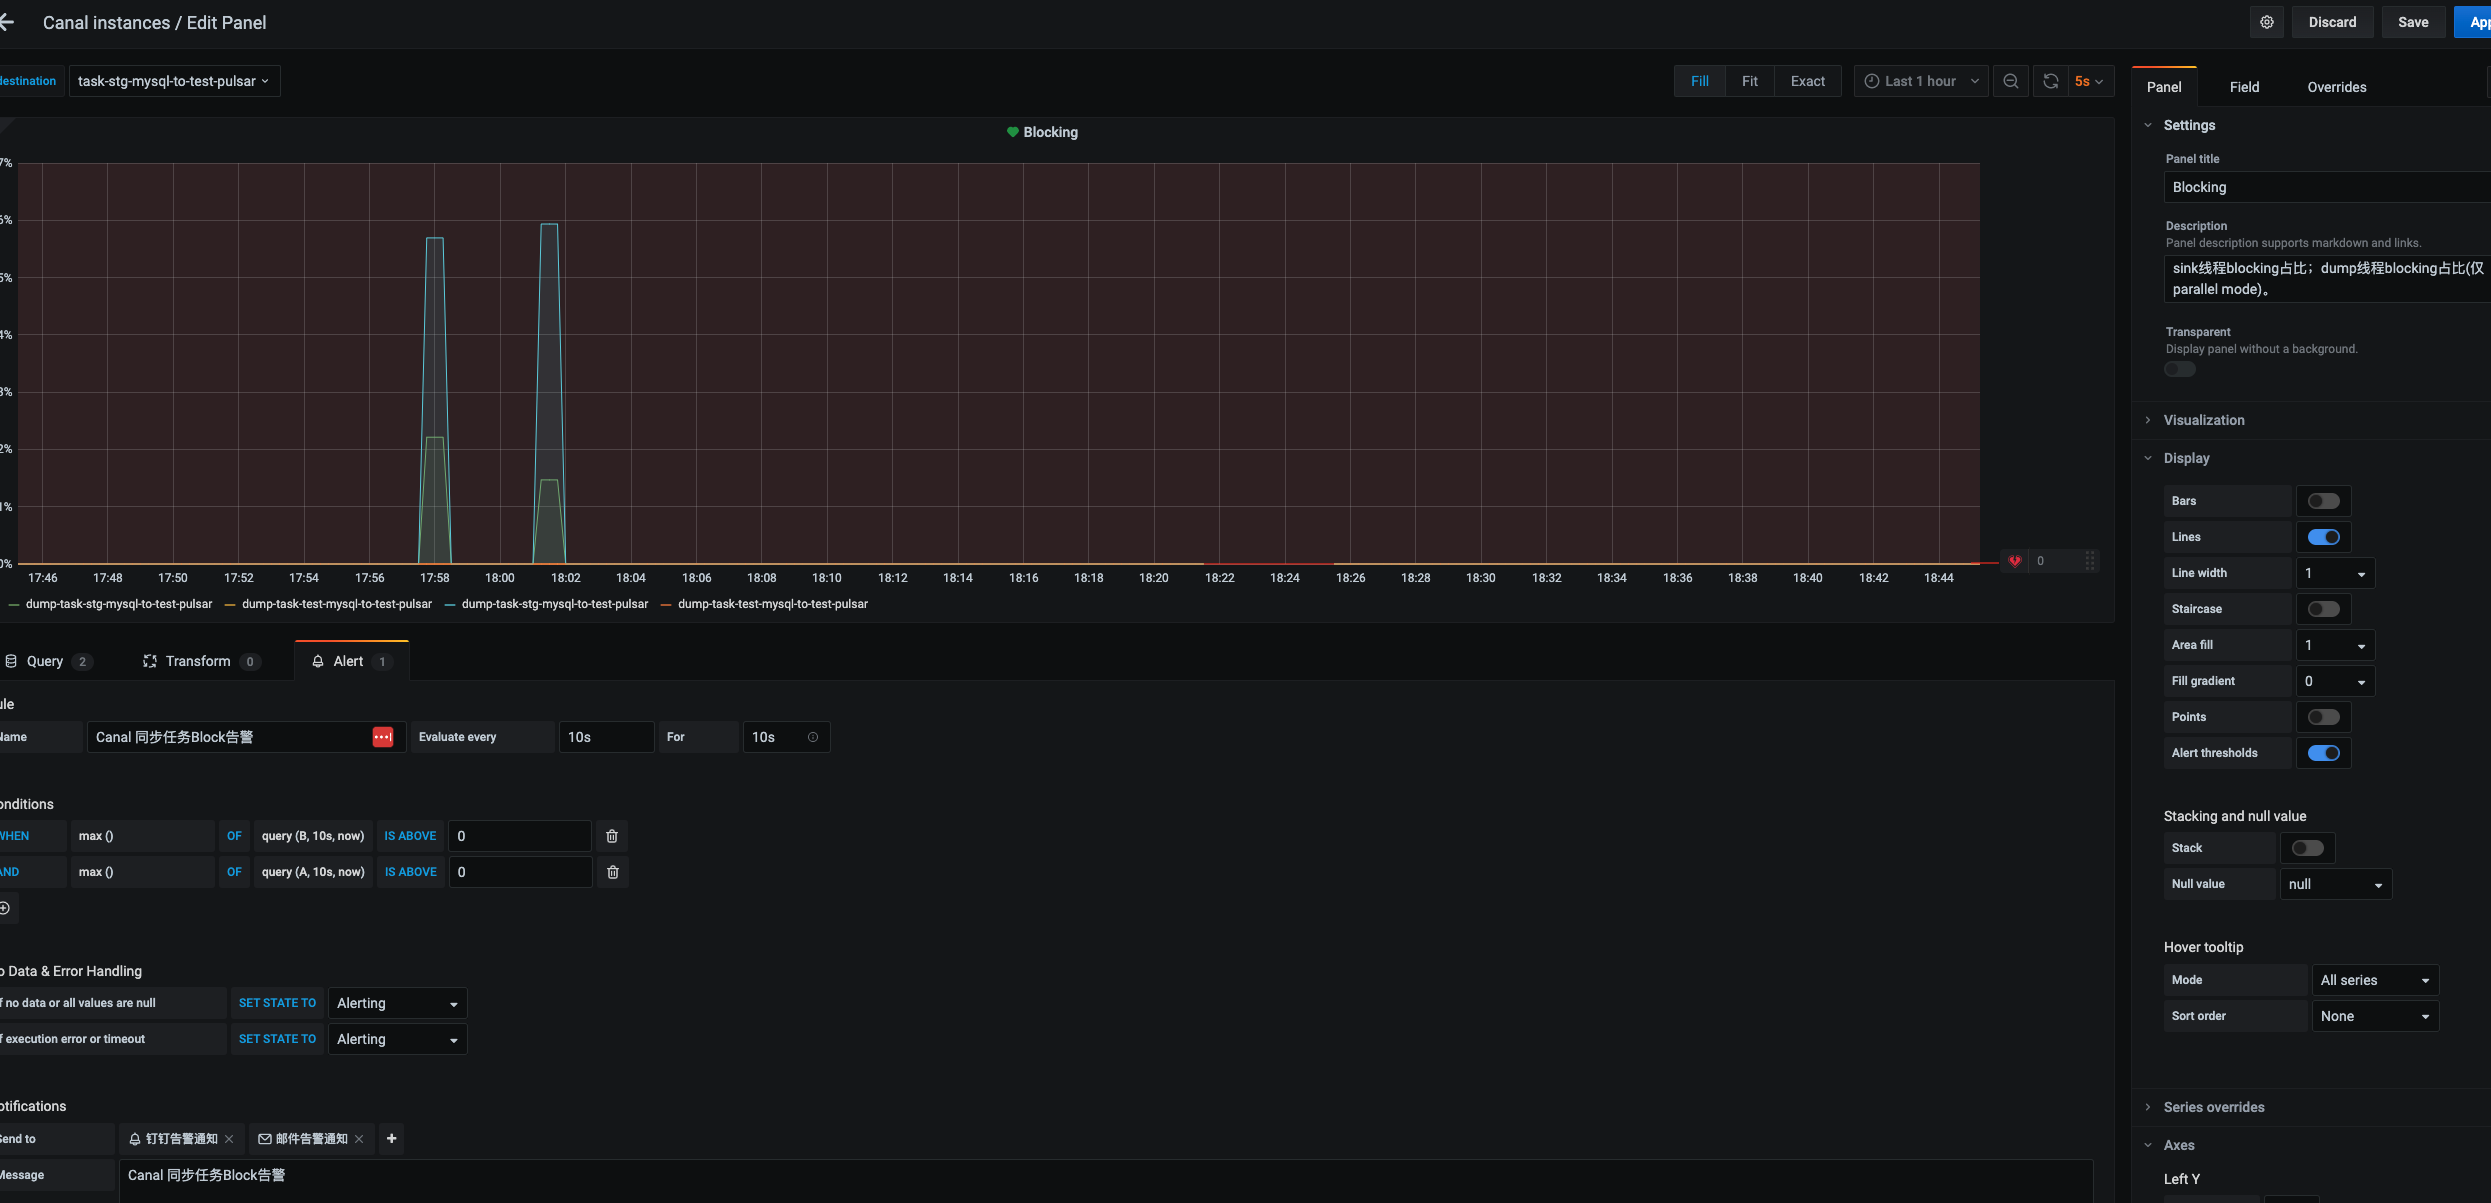 Canal instances / Edit Panel
Discard
Save
App
destination
task-stg-mysql-to-test-pulsar
Fill
Fit
Exact
Last 1 hour
5s
Blocking
7%
6%
5%
4%
3%
2%
1%
0%
17:46 17:48 17:50 17:52 17:54 17:56 17:58 18:00 18:02 18:04 18:06 18:08 18:10 18:12 18:14 18:16 18:18 18:20 18:22 18:24 18:26 18:28 18:30 18:32 18:34 18:36 18:38 18:40 18:42 18:44
0
dump-task-stg-mysql-to-test-pulsar dump-task-test-mysql-to-test-pulsar dump-task-stg-mysql-to-test-pulsar dump-task-test-mysql-to-test-pulsar
Query 2
Transform 0
Alert 1
ule
Name
Canal 同步任务Block告警
Evaluate every
10s
For
10s
onditions
WHEN max () OF query (B, 10s, now) IS ABOVE 0
AND max () OF query (A, 10s, now) IS ABOVE 0
o Data & Error Handling
f no data or all values are null SET STATE TO Alerting
f execution error or timeout SET STATE TO Alerting
otifications
Send to 钉钉告警通知 邮件告警通知
Message
Canal 同步任务Block告警
Panel
Field
Overrides
Settings
Panel title
Blocking
Description
Panel description supports markdown and links.
sink线程blocking占比；dump线程blocking占比(仅
parallel mode)。
Transparent
Display panel without a background.
Visualization
Display
Bars
Lines
Line width 1
Staircase
Area fill 1
Fill gradient 0
Points
Alert thresholds
Stacking and null value
Stack
Null value null
Hover tooltip
Mode All series
Sort order None
Series overrides
Axes
Left Y